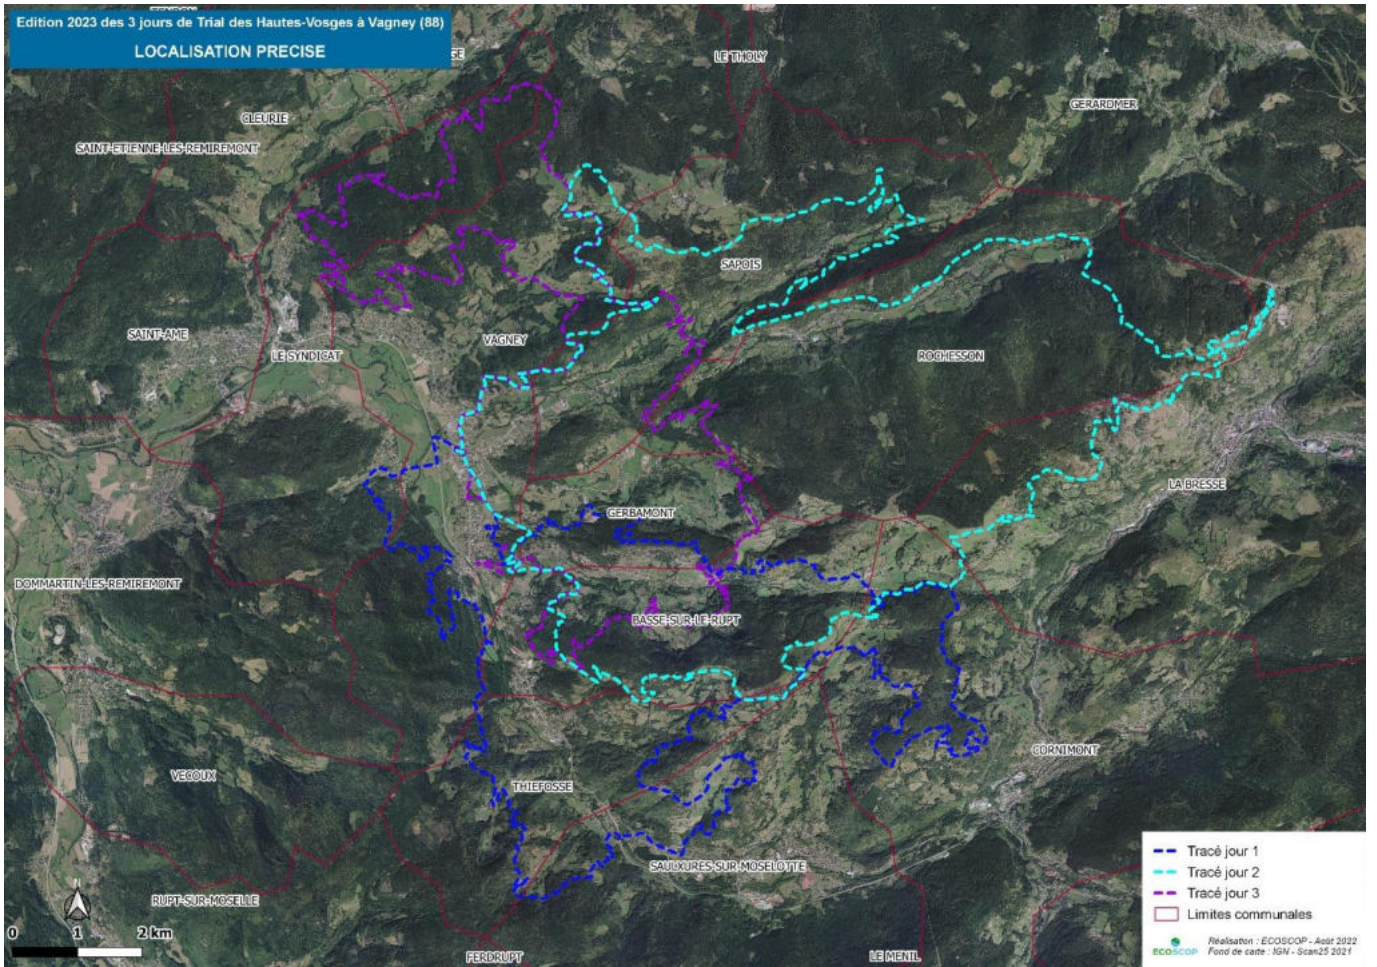 TENDON
Edition 2023 des 3 jours de Trial des Hautes-Vosges à Vagney (88)
LOCALISATION PRECISE
LE THOLY
GERARDMER
CLEURIE
SAINT-ETIENNE-LES-REMIREMONT
SAPOIS
SAINT-AME
VAGNEY
LE SYNDICAT
ROCHESSON
LA BRESSE
GERBAMONT
DOMMARTIN-LES-REMIREMONT
BASSE-SUR-LE-RUPT
CORNIMONT
VECOUX
THIEFOSSE
SAULXURES-SUR-MOSELOTTE
RUPT-SUR-MOSELLE
FERDRUPT
LE MENIL
N
0 1 2 km
Tracé jour 1
Tracé jour 2
Tracé jour 3
Limites communales
ECOSCOP
Réalisation : ECOSCOP - Août 2022
Fond de carte : IGN - Scan25 2021